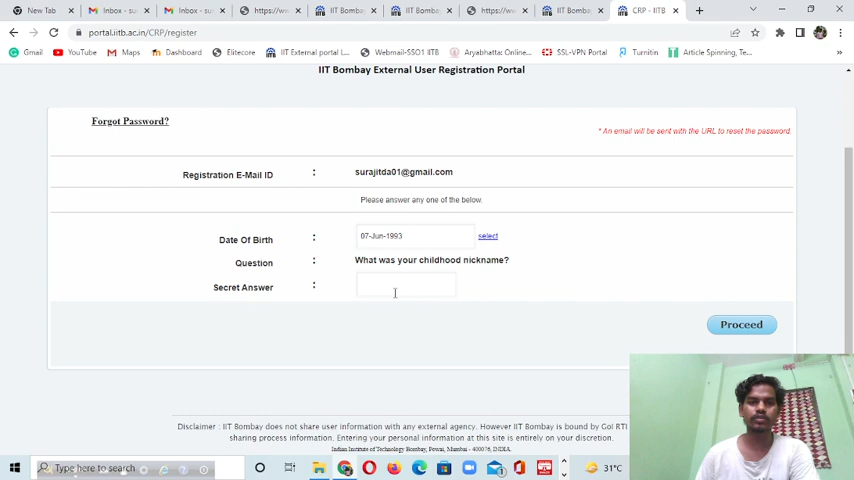 New Tab
Inbox - su
Inbox - su
https://ww
IIT Bombay
IIT Bomb
https://ww
IIT Bombay
CRP - IITB
portal.iitb.ac.in/CRP/register
Gmail
YouTube
Maps
Dashboard
Elitecore
IIT External portal L...
Webmail-SSO1 IITB
Aryabhatta: Online...
SSL-VPN Portal
Turnitin
Article Spinning, Te...
IIT Bombay External User Registration Portal
Forgot Password?
* An email will be sent with the URL to reset the password.
Registration E-Mail ID : surajitda01@gmail.com
Please answer any one of the below.
Date Of Birth : 07-Jun-1993 select
Question : What was your childhood nickname?
Secret Answer :
Proceed
Disclaimer : IIT Bombay does not share user information with any external agency. However IIT Bombay is bound by GoI RTI
sharing process information. Entering your personal information at this site is entirely on your discretion.
Indian Institute of Technology Bombay, Powai, Mumbai - 400076, INDIA.
Type here to search
31°C